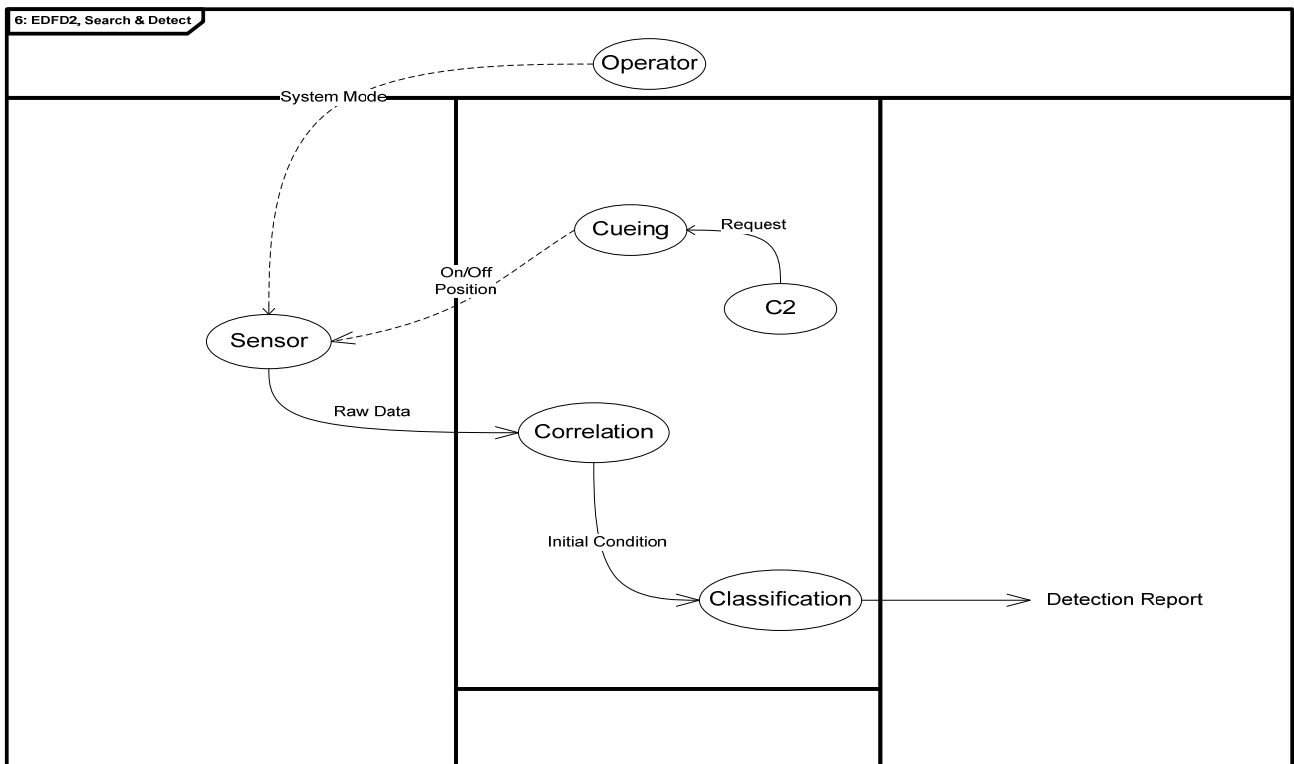 6: EDFD2, Search & Detect
Operator
System Mode
Cueing
Request
On/Off
Position
C2
Sensor
Raw Data
Correlation
Initial Condition
Classification
Detection Report